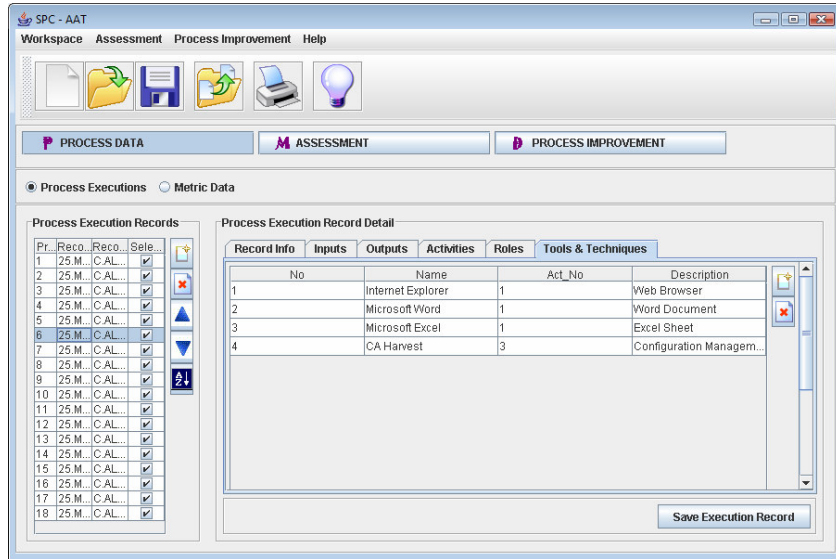 SPC - AAT
Workspace Assessment Process Improvement Help
P PROCESS DATA M ASSESSMENT D PROCESS IMPROVEMENT
Process Executions Metric Data
Process Execution Records
Pr... Reco... Reco... Sele...
1 25.M... C.AL...
2 25.M... C.AL...
3 25.M... C.AL...
4 25.M... C.AL...
5 25.M... C.AL...
6 25.M... C.AL...
7 25.M... C.AL...
8 25.M... C.AL...
9 25.M... C.AL...
10 25.M... C.AL...
11 25.M... C.AL...
12 25.M... C.AL...
13 25.M... C.AL...
14 25.M... C.AL...
15 25.M... C.AL...
16 25.M... C.AL...
17 25.M... C.AL...
18 25.M... C.AL...
A
Z
Process Execution Record Detail
Record Info Inputs Outputs Activities Roles Tools & Techniques
No Name Act_No Description
1 Internet Explorer 1 Web Browser
2 Microsoft Word 1 Word Document
3 Microsoft Excel 1 Excel Sheet
4 CA Harvest 3 Configuration Managem...
Save Execution Record